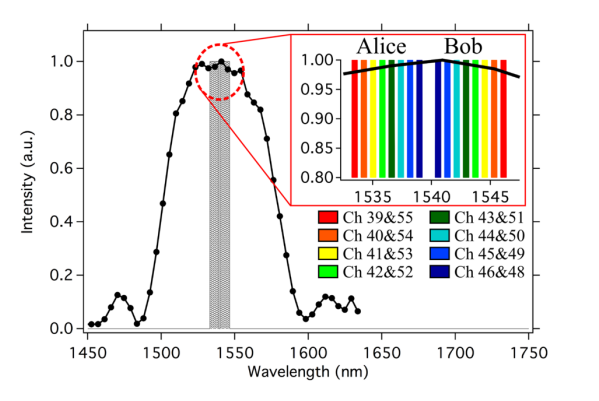 Alice Bob
1.00
0.95
0.90
0.85
0.80
1535 1540 1545
Ch 39&55 Ch 43&51
Ch 40&54 Ch 44&50
Ch 41&53 Ch 45&49
Ch 42&52 Ch 46&48
Intensity (a.u.)
1.0
0.8
0.6
0.4
0.2
0.0
1450 1500 1550 1600 1650 1700 1750
Wavelength (nm)